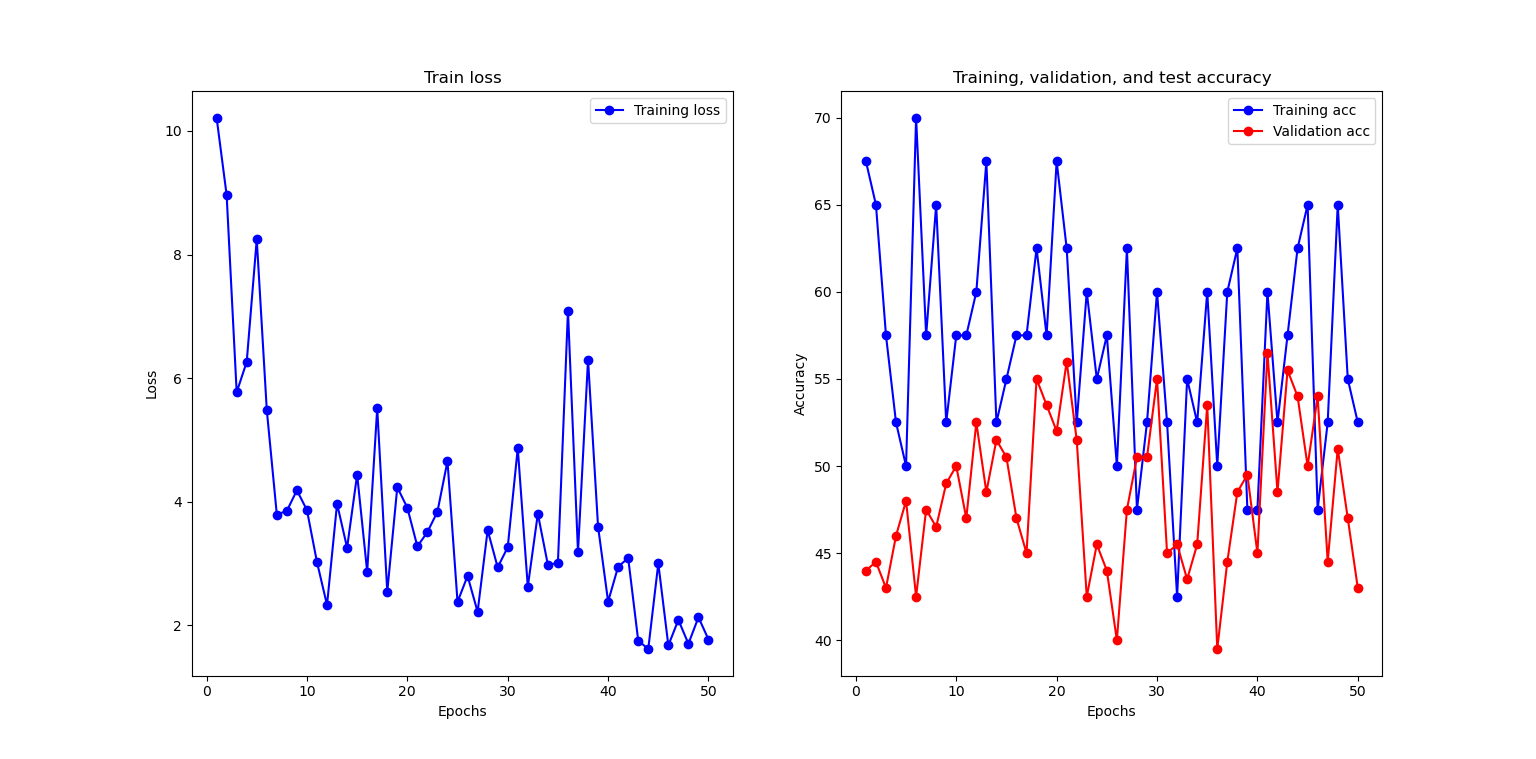 Train loss
Training loss
10
8
6
4
2
Loss
0 10 20 30 40 50
Epochs
Training, validation, and test accuracy
Training acc
Validation acc
70
65
60
55
50
45
40
Accuracy
0 10 20 30 40 50
Epochs